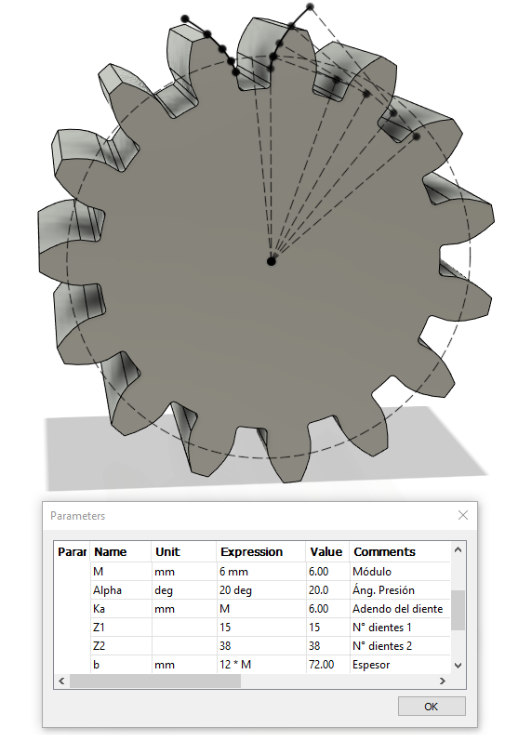 Parameters
Parar Name Unit Expression Value Comments
M mm 6 mm 6.00 Módulo
Alpha deg 20 deg 20.0 Áng. Presión
Ka mm M 6.00 Adendo del diente
Z1 15 15 N° dientes 1
Z2 38 38 N° dientes 2
b mm 12 * M 72.00 Espesor
OK